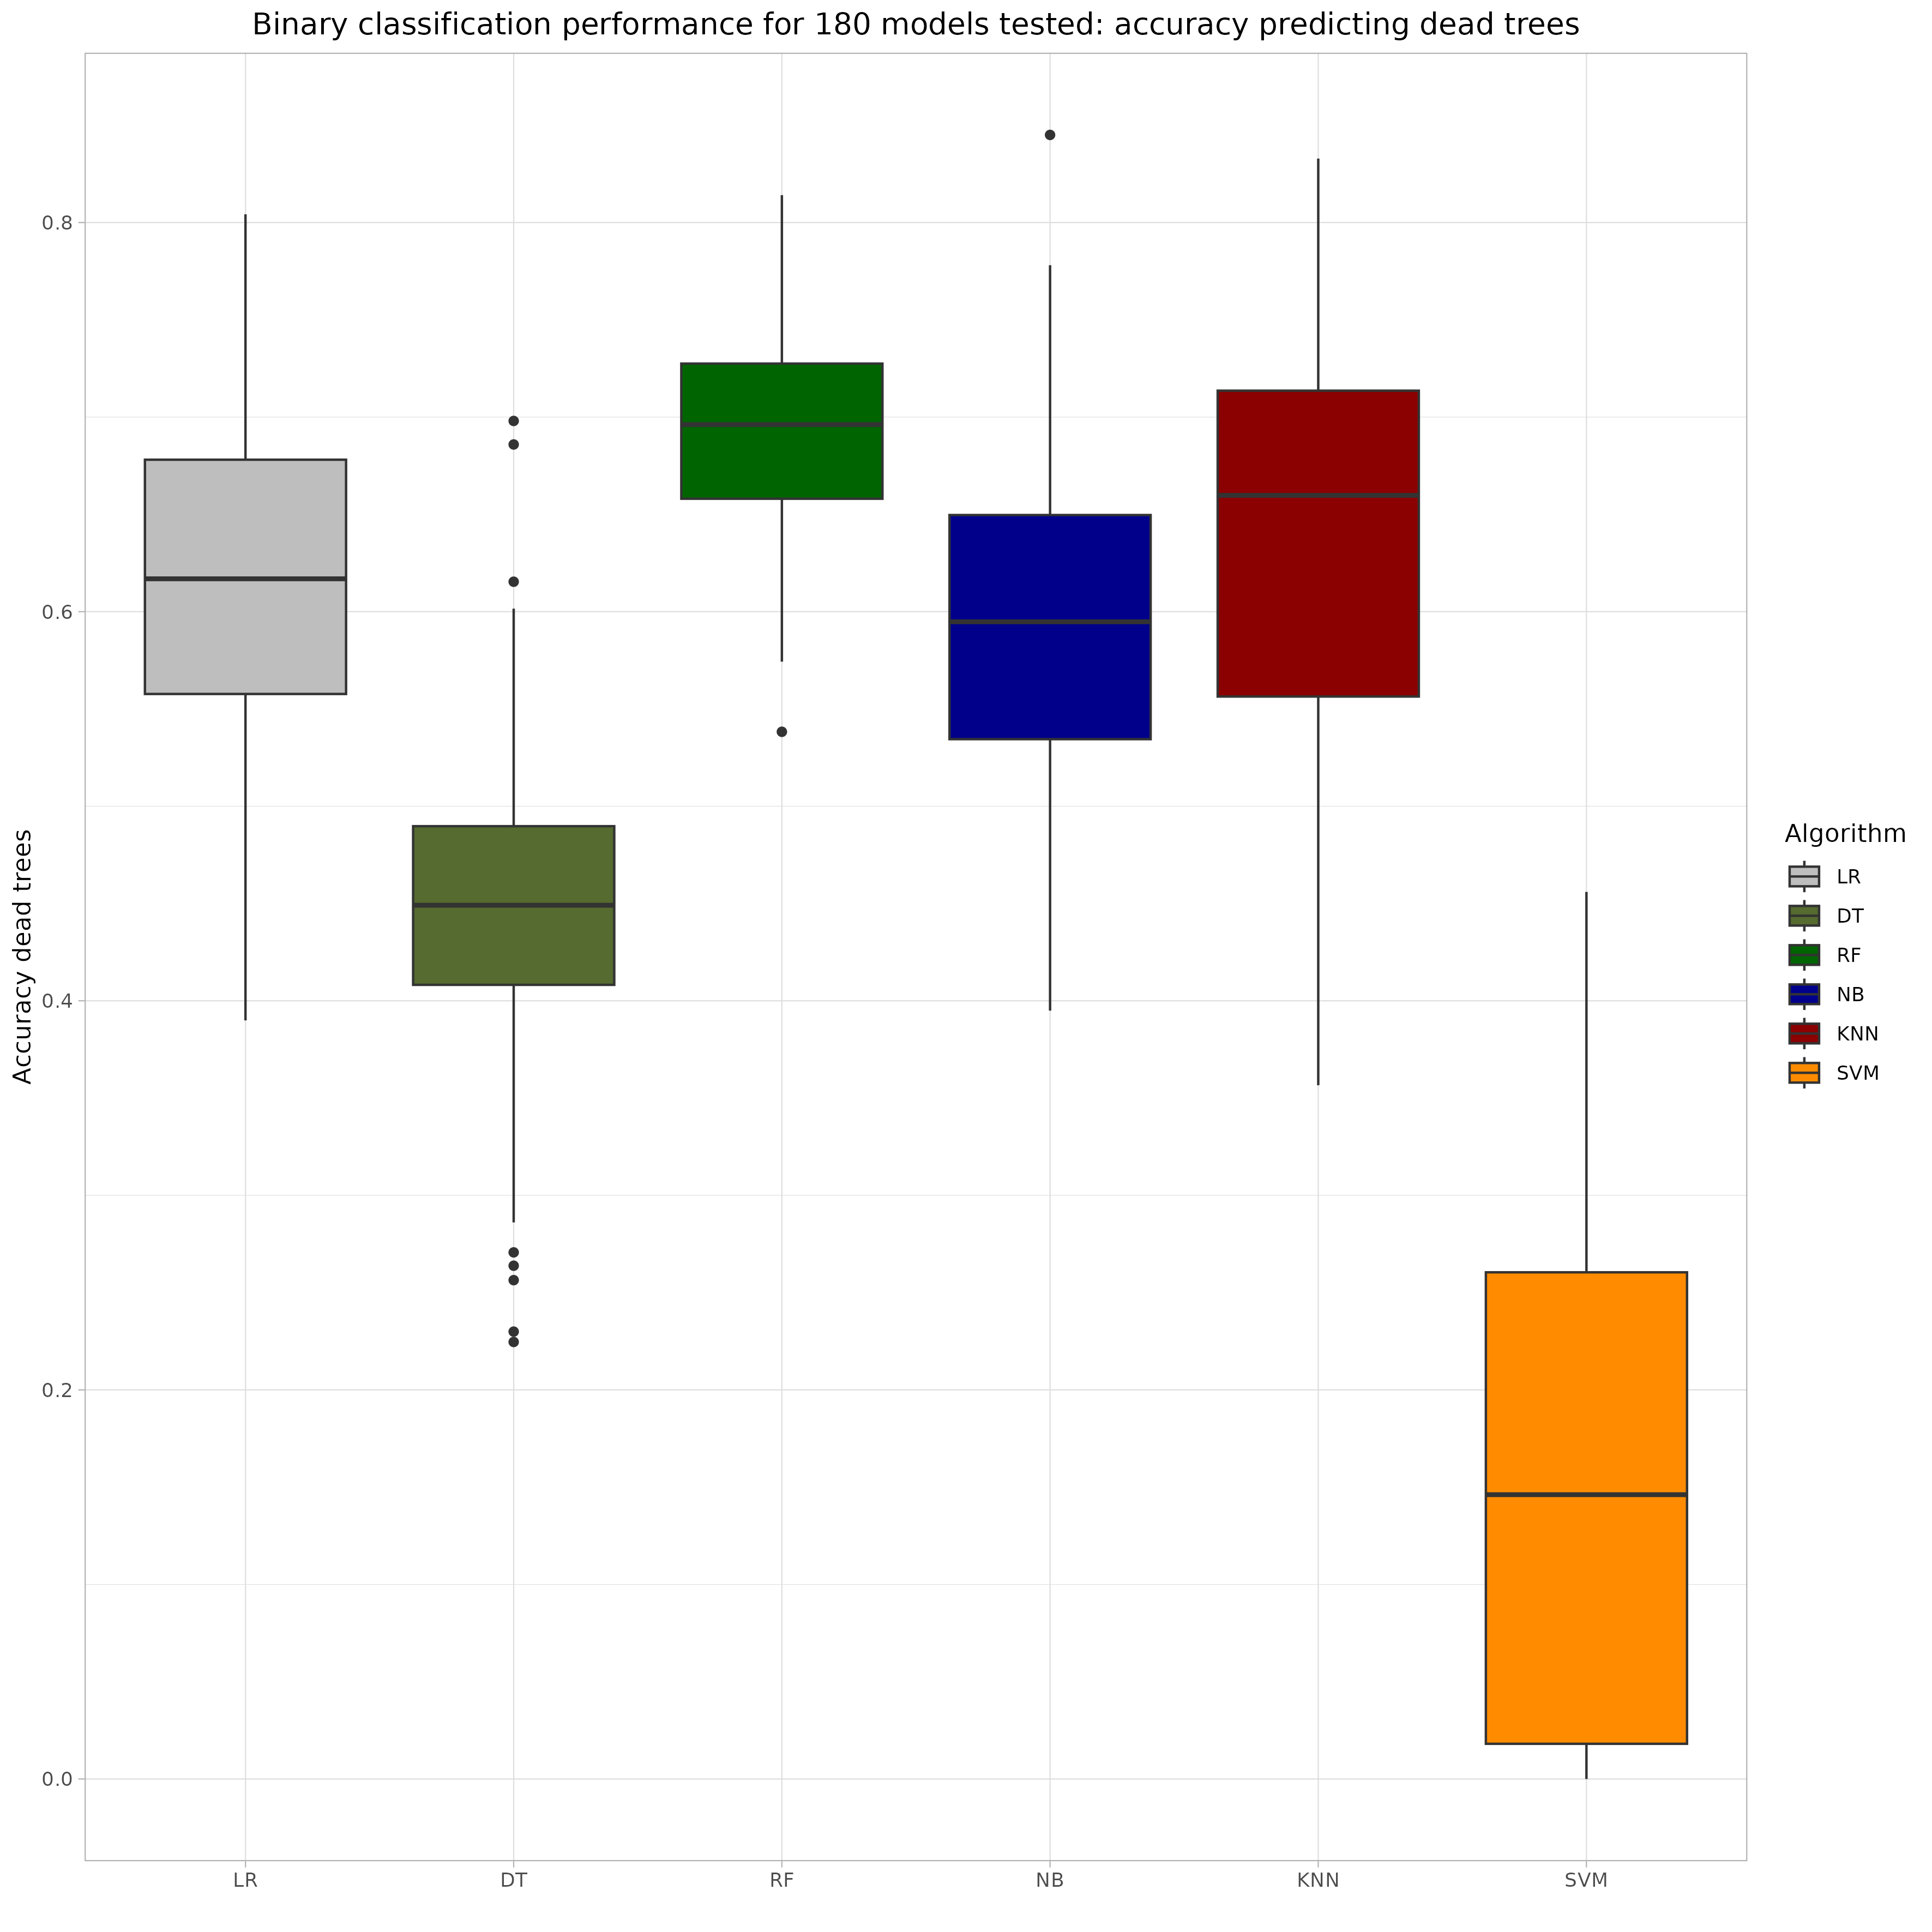 Binary classification performance for 180 models tested: accuracy predicting dead trees
Accuracy dead trees
0.8
0.6
0.4
0.2
0.0
LR
DT
RF
NB
KNN
SVM
Algorithm
LR
DT
RF
NB
KNN
SVM